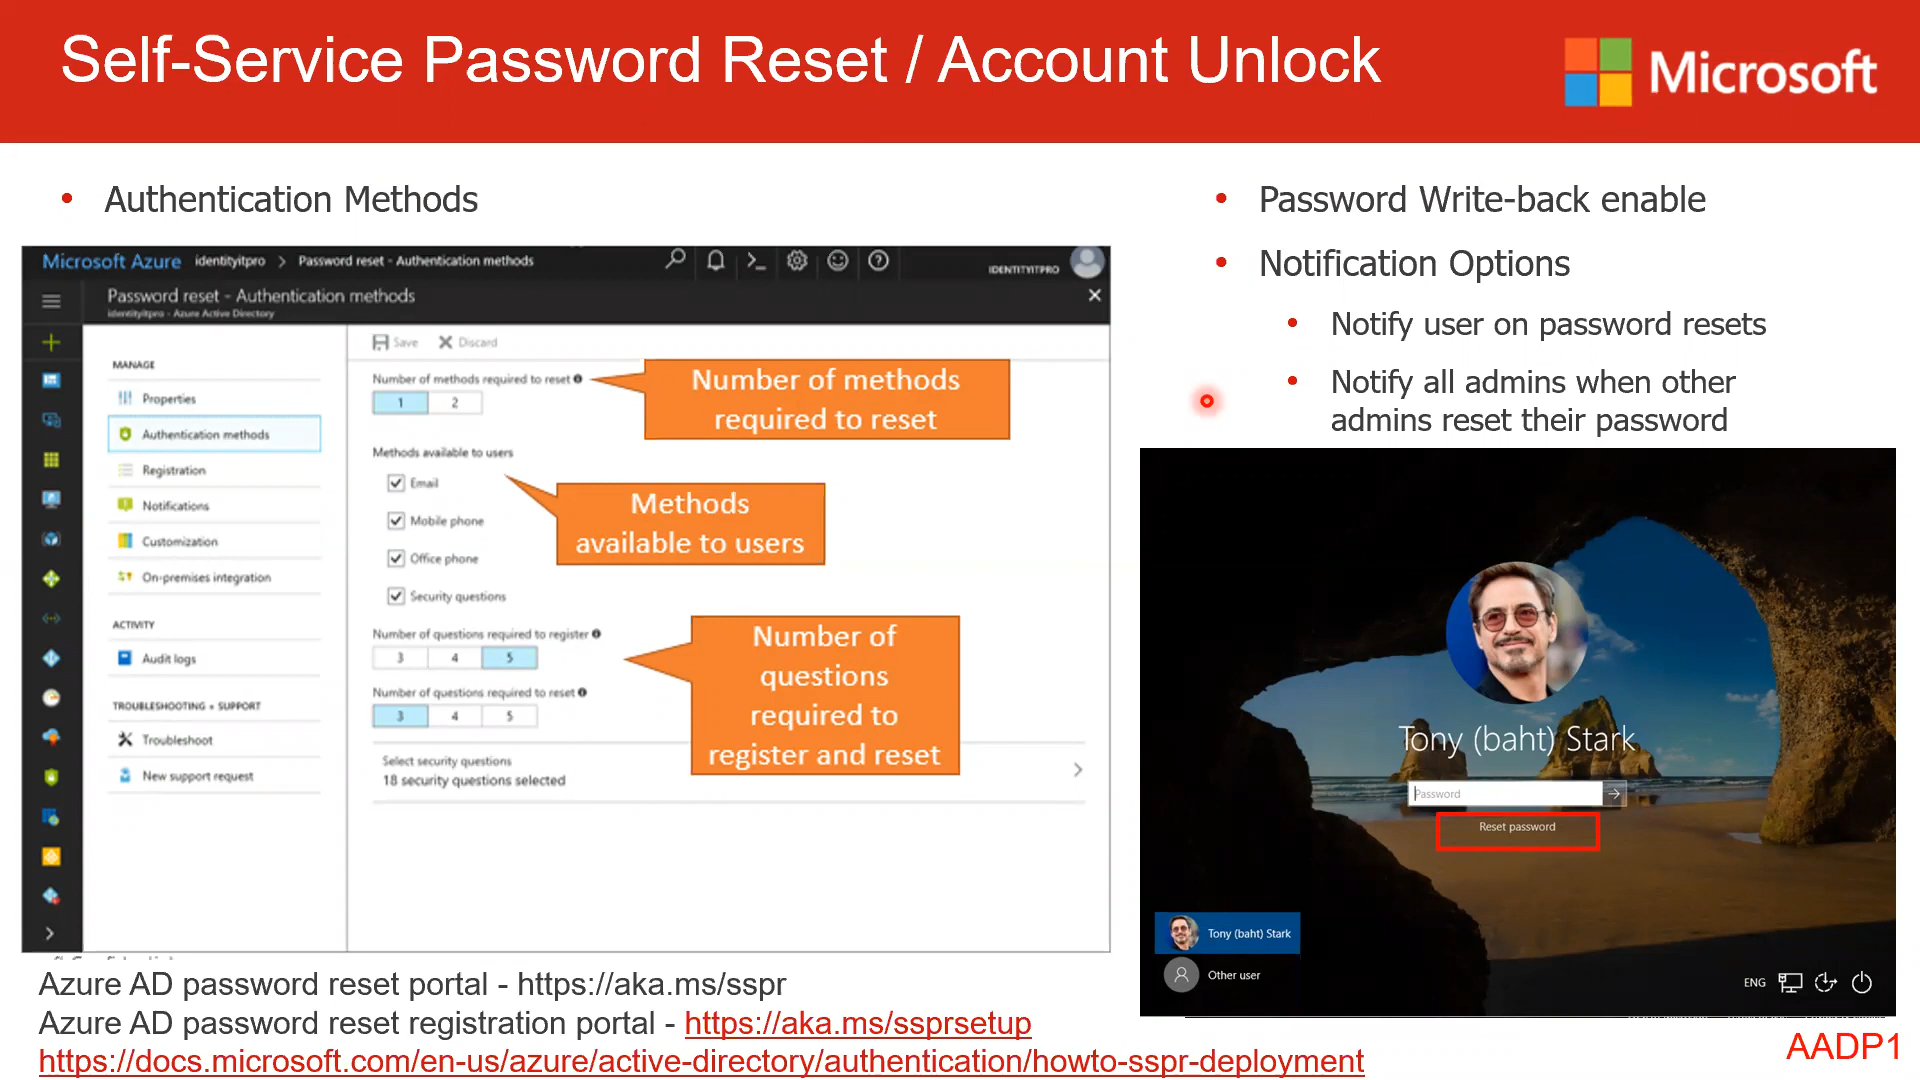 Self-Service Password Reset / Account Unlock
Microsoft
Authentication Methods
Microsoft Azure identityitpro > Password reset - Authentication methods
IDENTITYITPRO
Password reset - Authentication methods
identityitpro - Azure Active Directory
MANAGE
Properties
Authentication methods
Registration
Notifications
Customization
On-premises integration
ACTIVITY
Audit logs
TROUBLESHOOTING + SUPPORT
Troubleshoot
New support request
Save Discard
Number of methods required to reset
1 2
Methods available to users
Email
Mobile phone
Office phone
Security questions
Number of questions required to register
3 4 5
Number of questions required to reset
3 4 5
Select security questions
18 security questions selected
Number of methods
required to reset
Methods
available to users
Number of
questions
required to
register and reset
Password Write-back enable
Notification Options
Notify user on password resets
Notify all admins when other
admins reset their password
Tony (baht) Stark
Password
Reset password
Tony (baht) Stark
Other user
ENG
Azure AD password reset portal - https://aka.ms/sspr
Azure AD password reset registration portal - https://aka.ms/ssprsetup
https://docs.microsoft.com/en-us/azure/active-directory/authentication/howto-sspr-deployment
AADP1